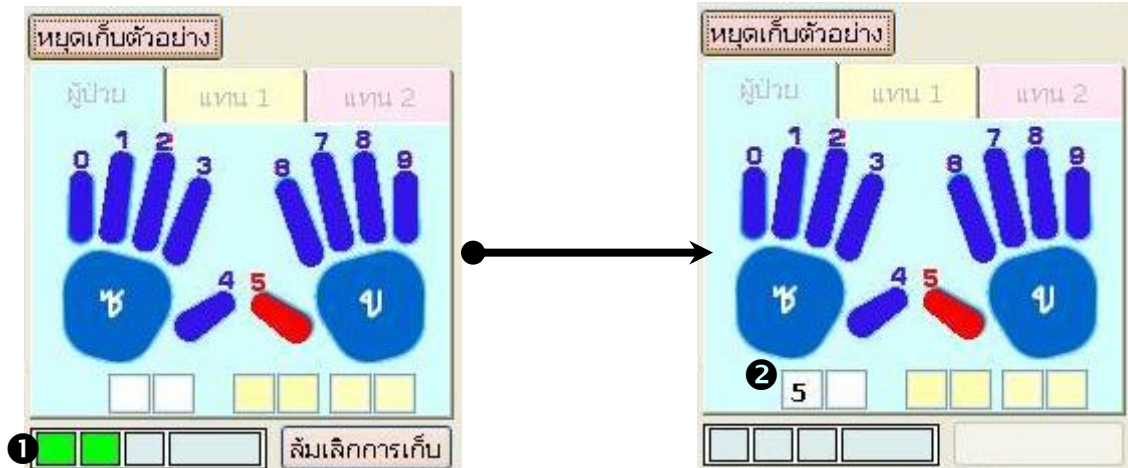 หยุดเก็บตัวอย่าง
ผู้ป่วย แทน 1 แทน 2
0 1 2 3 6 7 8 9
4 5
ซ ข
❶ ล้มเลิกการเก็บ
หยุดเก็บตัวอย่าง
ผู้ป่วย แทน 1 แทน 2
0 1 2 3 6 7 8 9
4 5
ซ ข
❷ 5